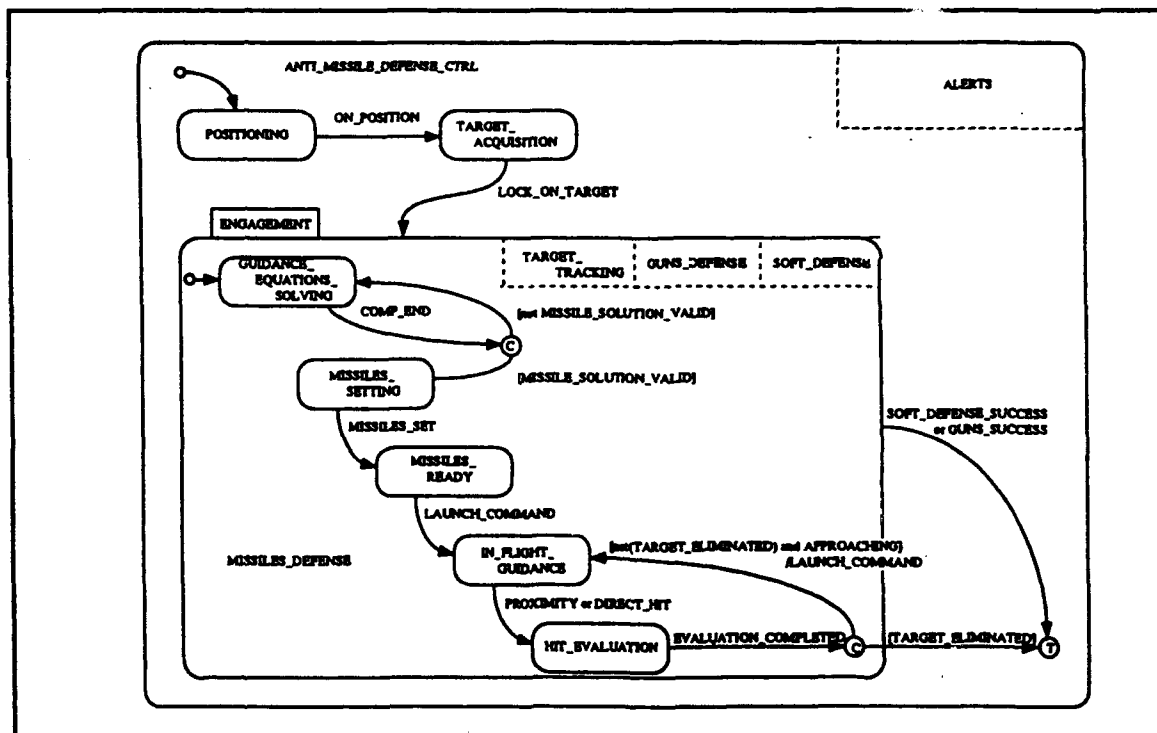 ANTI_MISSILE_DEFENSE_CTRL
ALERTS
POSITIONING
ON_POSITION
TARGET_
ACQUISITION
LOCK_ON_TARGET
ENGAGEMENT
TARGET_
TRACKING
GUNS_DEFENSE
SOFT_DEFENSE
GUIDANCE_
EQUATIONS_
SOLVING
COMP_END
[not MISSILE_SOLUTION_VALID]
C
MISSILES_
SETTING
[MISSILE_SOLUTION_VALID]
SOFT_DEFENSE_SUCCESS
or GUNS_SUCCESS
MISSILES_SET
MISSILES_
READY
LAUNCH_COMMAND
MISSILES_DEFENSE
IN_FLIGHT_
GUIDANCE
[not(TARGET_ELIMINATED) and APPROACHING]
/LAUNCH_COMMAND
PROXIMITY or DIRECT_HIT
HIT_EVALUATION
EVALUATION_COMPLETED
C
[TARGET_ELIMINATED]
T